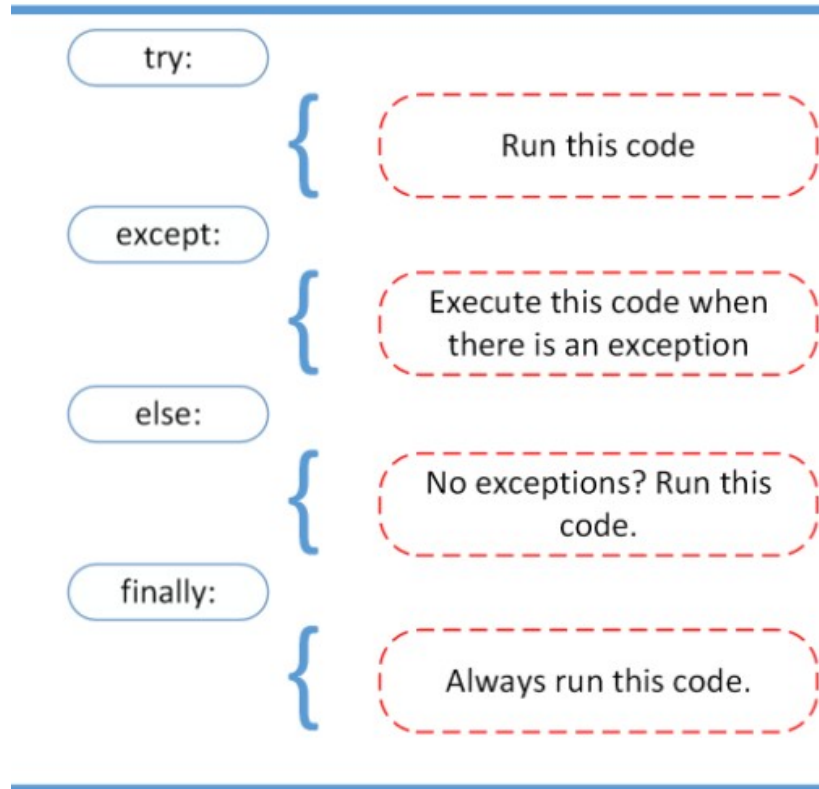 try:
Run this code
except:
Execute this code when
there is an exception
else:
No exceptions? Run this
code.
finally:
Always run this code.